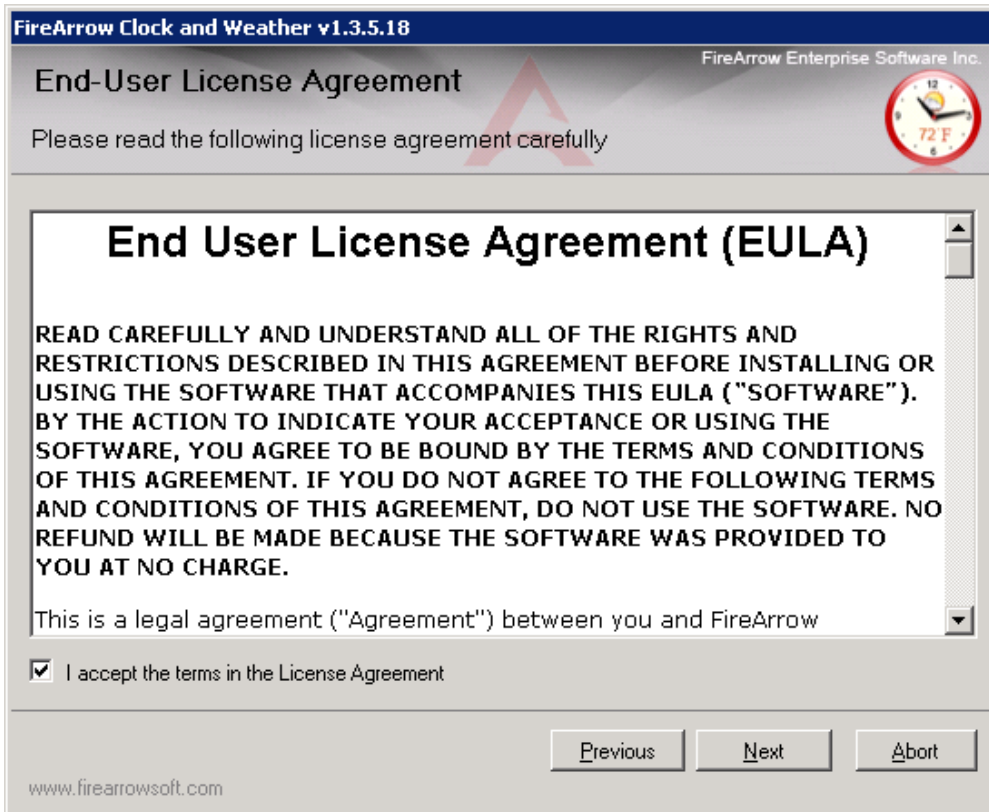 FireArrow Clock and Weather v1.3.5.18
FireArrow Enterprise Software Inc.
End-User License Agreement
Please read the following license agreement carefully
12
9
3
72°F
6
End User License Agreement (EULA)
READ CAREFULLY AND UNDERSTAND ALL OF THE RIGHTS AND
RESTRICTIONS DESCRIBED IN THIS AGREEMENT BEFORE INSTALLING OR
USING THE SOFTWARE THAT ACCOMPANIES THIS EULA ("SOFTWARE").
BY THE ACTION TO INDICATE YOUR ACCEPTANCE OR USING THE
SOFTWARE, YOU AGREE TO BE BOUND BY THE TERMS AND CONDITIONS
OF THIS AGREEMENT. IF YOU DO NOT AGREE TO THE FOLLOWING TERMS
AND CONDITIONS OF THIS AGREEMENT, DO NOT USE THE SOFTWARE. NO
REFUND WILL BE MADE BECAUSE THE SOFTWARE WAS PROVIDED TO
YOU AT NO CHARGE.
This is a legal agreement ("Agreement") between you and FireArrow
I accept the terms in the License Agreement
Previous
Next
Abort
www.firearrowsoft.com